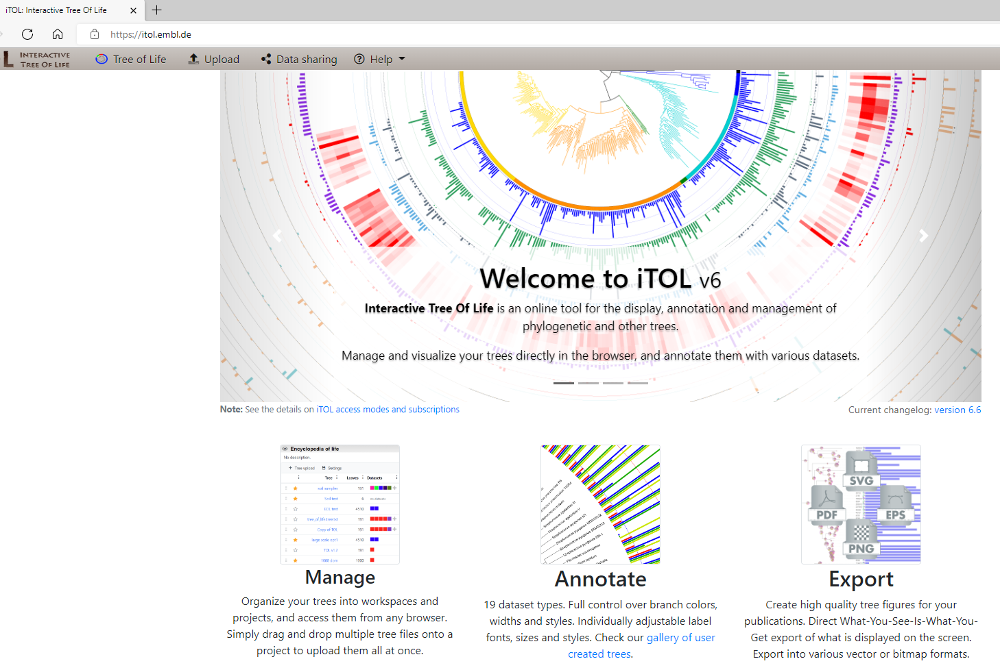 iTOL: Interactive Tree Of Life
https://itol.embl.de
L INTERACTIVE
TREE OF LIFE
Tree of Life
Upload
Data sharing
Help
Welcome to iTOL v6
Interactive Tree Of Life is an online tool for the display, annotation and management of
phylogenetic and other trees.
Manage and visualize your trees directly in the browser, and annotate them with various datasets.
Note: See the details on iTOL access modes and subscriptions
Current changelog: version 6.6
Encyclopedia of life
No description.
Tree upload
Settings
Tree Leaves Datasets
soil samples 191
Soil test 6 no datasets
TOL test 4510
tree_of_life.tree.txt 191
Copy of TOL 191
large scale opt1 4510
TOL v1.2 191
1000 dom 1000
SVG
PDF
EPS
PNG
Manage
Organize your trees into workspaces and
projects, and access them from any browser.
Simply drag and drop multiple tree files onto a
project to upload them all at once.
Annotate
19 dataset types. Full control over branch colors,
widths and styles. Individually adjustable label
fonts, sizes and styles. Check our gallery of user
created trees.
Export
Create high quality tree figures for your
publications. Direct What-You-See-Is-What-You-
Get export of what is displayed on the screen.
Export into various vector or bitmap formats.